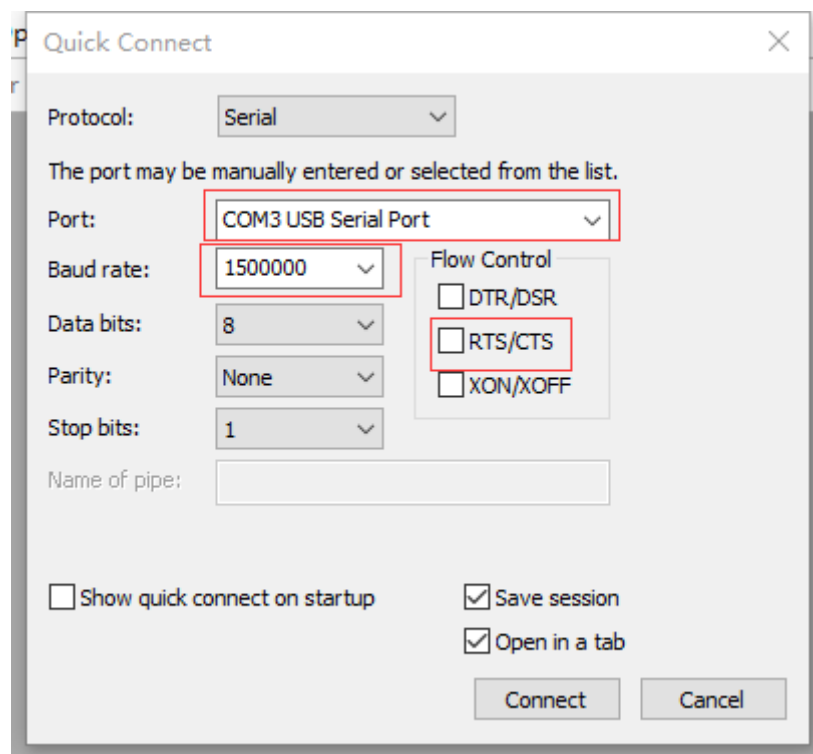 Quick Connect
Protocol: Serial
The port may be manually entered or selected from the list.
Port: COM3 USB Serial Port
Baud rate: 1500000
Flow Control
DTR/DSR
Data bits: 8
RTS/CTS
Parity: None
XON/XOFF
Stop bits: 1
Name of pipe:
Show quick connect on startup
Save session
Open in a tab
Connect
Cancel